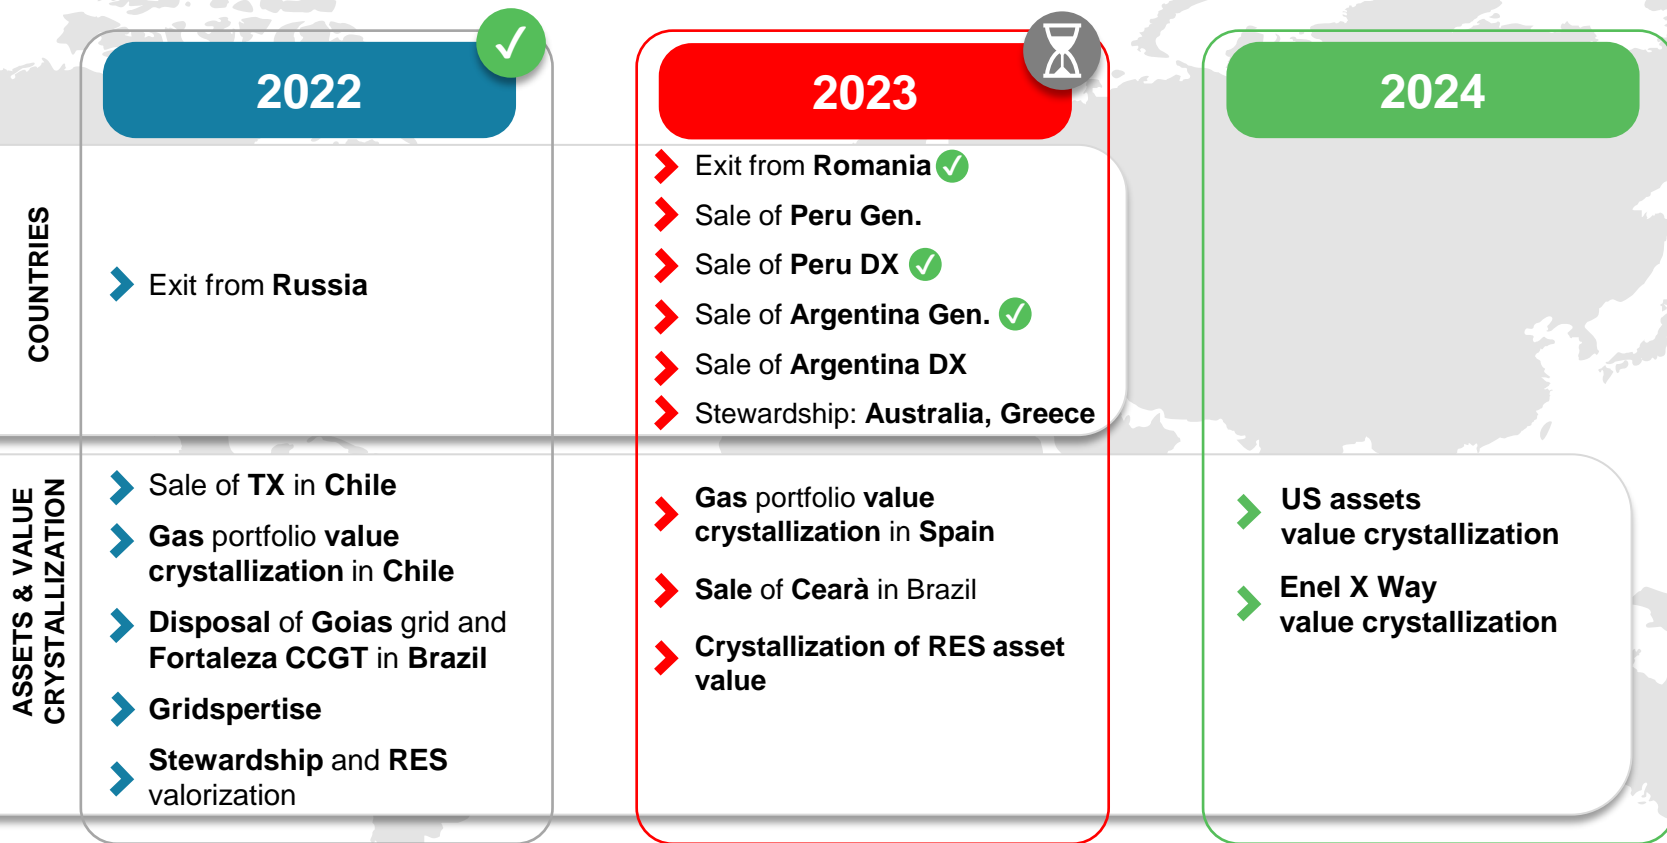 2022
2023
2024
COUNTRIES
Exit from Russia
Exit from Romania
Sale of Peru Gen.
Sale of Peru DX
Sale of Argentina Gen.
Sale of Argentina DX
Stewardship: Australia, Greece
ASSETS & VALUE
CRYSTALLIZATION
Sale of TX in Chile
Gas portfolio value
crystallization in Chile
Disposal of Goias grid and
Fortaleza CCGT in Brazil
Gridspertise
Stewardship and RES
valorization
Gas portfolio value
crystallization in Spain
Sale of Cearà in Brazil
Crystallization of RES asset
value
US assets
value crystallization
Enel X Way
value crystallization